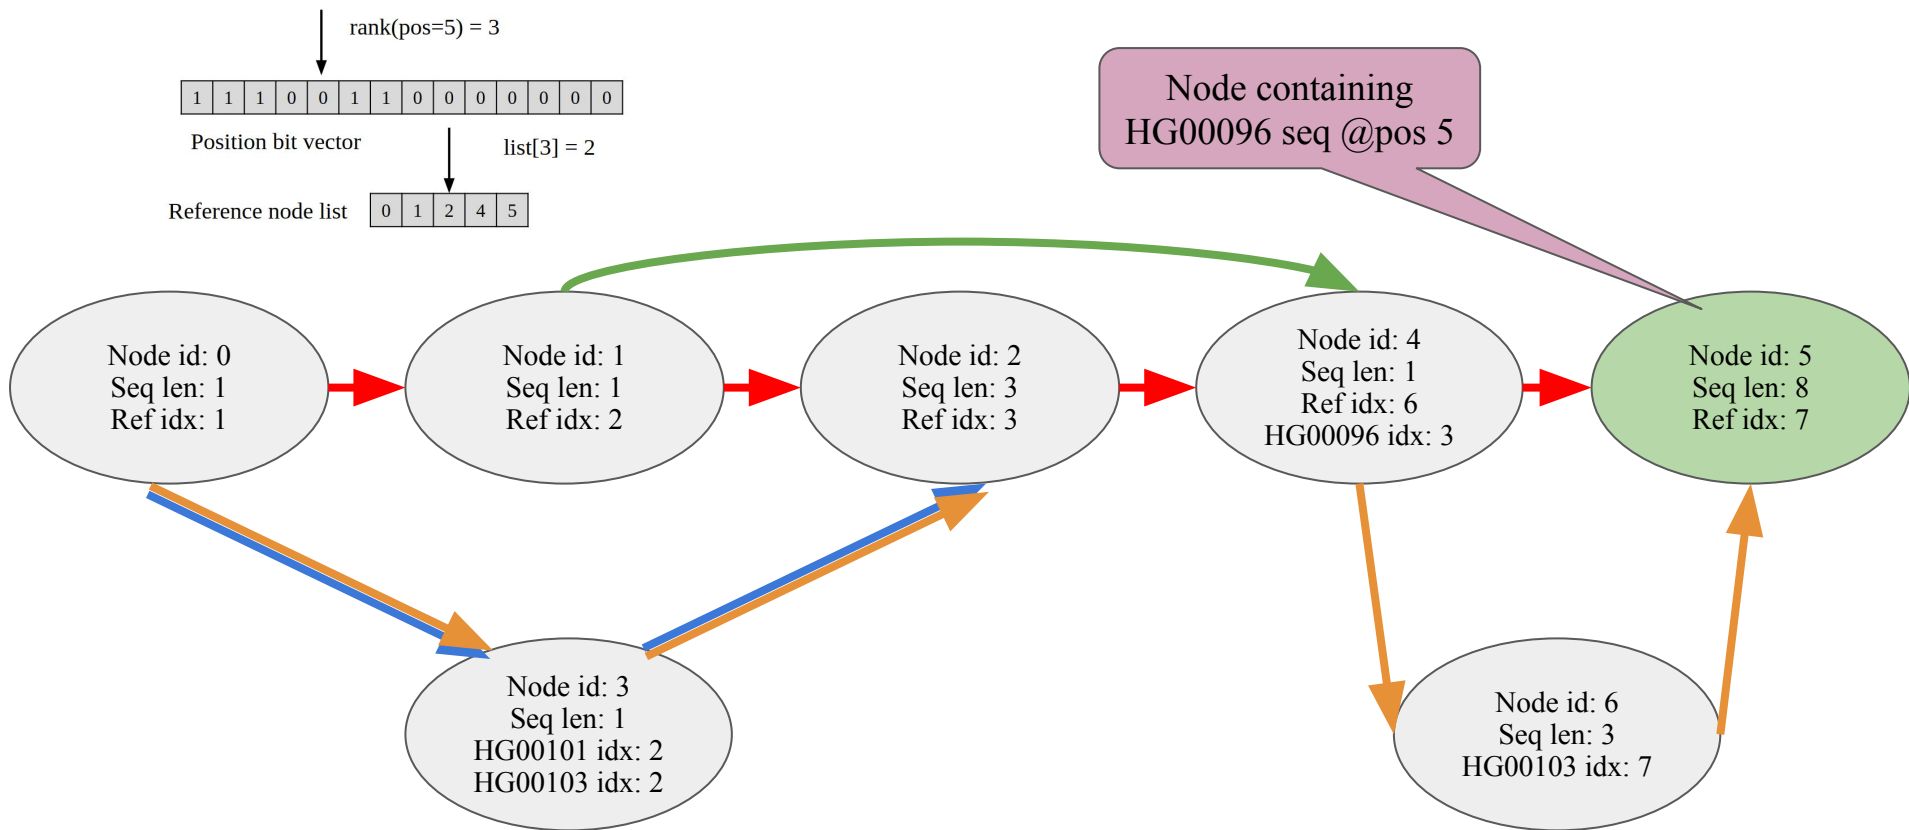 rank(pos=5) = 3
1 1 1 0 0 1 1 0 0 0 0 0 0 0
Position bit vector
list[3] = 2
Reference node list
0 1 2 4 5
Node containing
HG00096 seq @pos 5
Node id: 0
Seq len: 1
Ref idx: 1
Node id: 1
Seq len: 1
Ref idx: 2
Node id: 2
Seq len: 3
Ref idx: 3
Node id: 4
Seq len: 1
Ref idx: 6
HG00096 idx: 3
Node id: 5
Seq len: 8
Ref idx: 7
Node id: 3
Seq len: 1
HG00101 idx: 2
HG00103 idx: 2
Node id: 6
Seq len: 3
HG00103 idx: 7